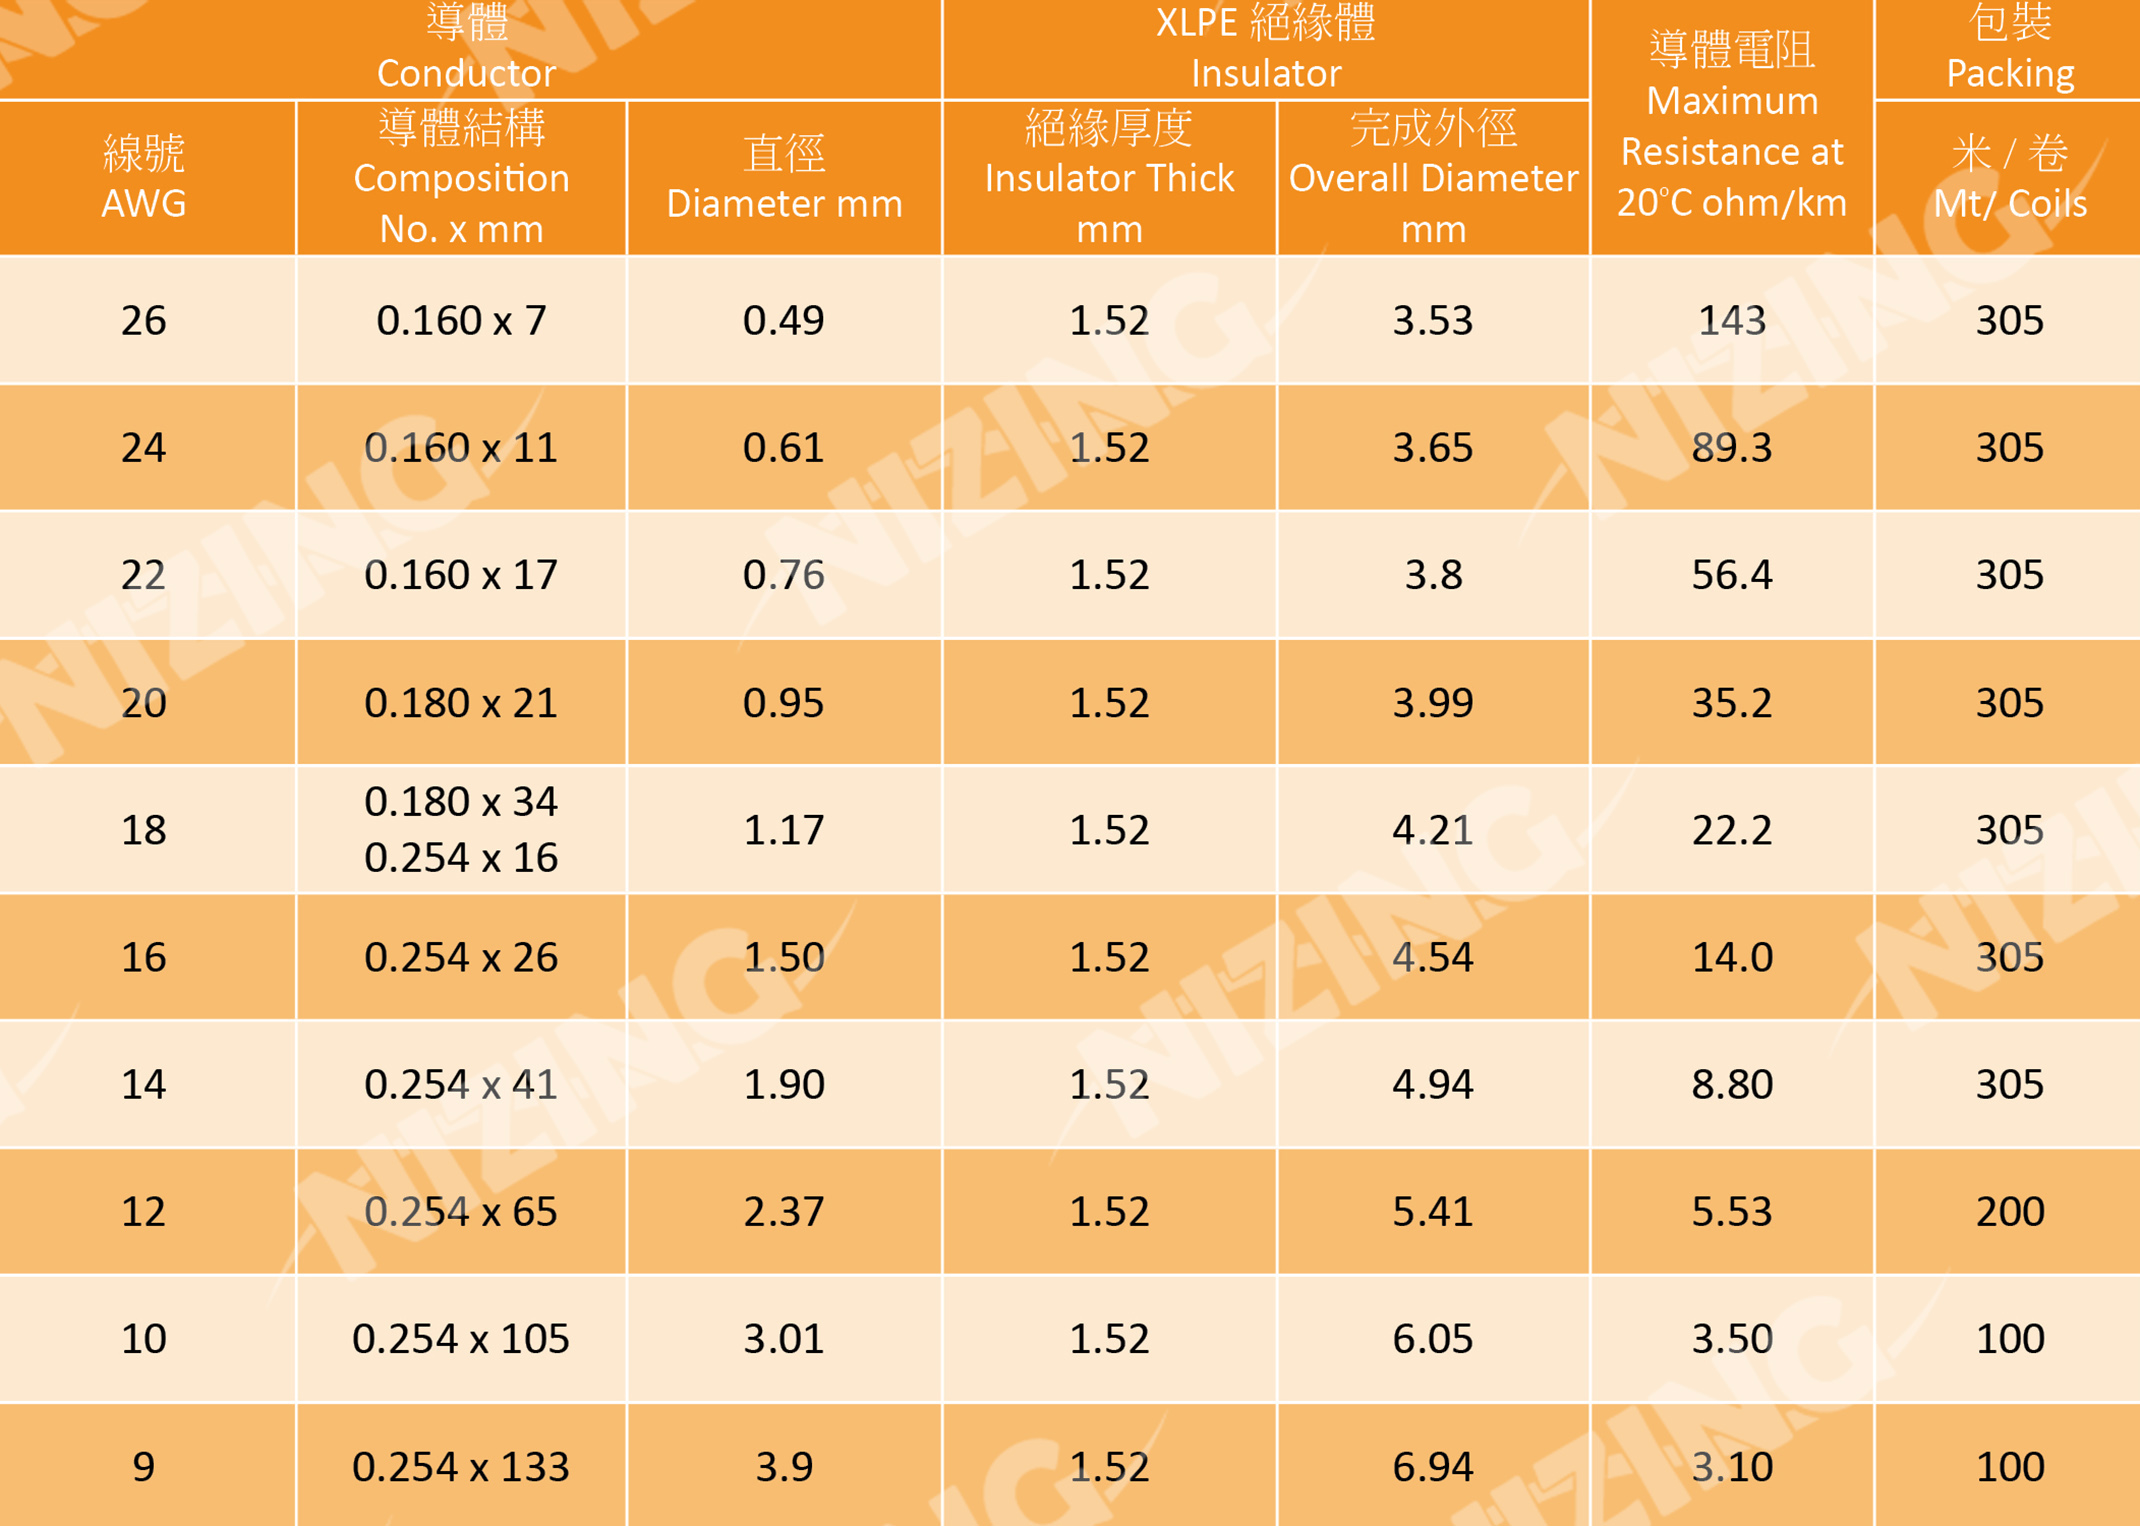 導體
Conductor
XLPE 絕緣體
Insulator
導體電阻
Maximum
Resistance at
20°C ohm/km
包裝
Packing
線號
AWG
導體結構
Composition
No. x mm
直徑
Diameter mm
絕緣厚度
Insulator Thick
mm
完成外徑
Overall Diameter
mm
米 / 卷
Mt/ Coils
26 0.160 x 7 0.49 1.52 3.53 143 305
24 0.160 x 11 0.61 1.52 3.65 89.3 305
22 0.160 x 17 0.76 1.52 3.8 56.4 305
20 0.180 x 21 0.95 1.52 3.99 35.2 305
18 0.180 x 34
0.254 x 16 1.17 1.52 4.21 22.2 305
16 0.254 x 26 1.50 1.52 4.54 14.0 305
14 0.254 x 41 1.90 1.52 4.94 8.80 305
12 0.254 x 65 2.37 1.52 5.41 5.53 200
10 0.254 x 105 3.01 1.52 6.05 3.50 100
9 0.254 x 133 3.9 1.52 6.94 3.10 100
NIZING
NIZING
NIZING
NIZING
NIZING
NIZING
NIZING
NIZING